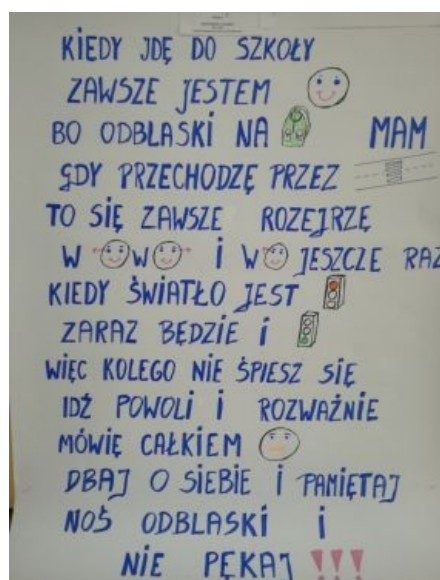 KIEDY JDĘ DO SZKOŁY
ZAWSZE JESTEM
BO ODBLASKI NA MAM
GDY PRZECHODZĘ PRZEZ
TO SIĘ ZAWSZE ROZEJRZĘ
W W I W JESZCZE RAZ
KIEDY ŚWIATŁO JEST
ZARAZ BĘDZIE I
WIĘC KOLEGO NIE ŚPIESZ SIĘ
IDŹ POWOLI I ROZWAŻNIE
MÓWIĘ CAŁKIEM
DBAJ O SIEBIE I PAMIĘTAJ
NOŚ ODBLASKI I
NIE PĘKAJ !!!